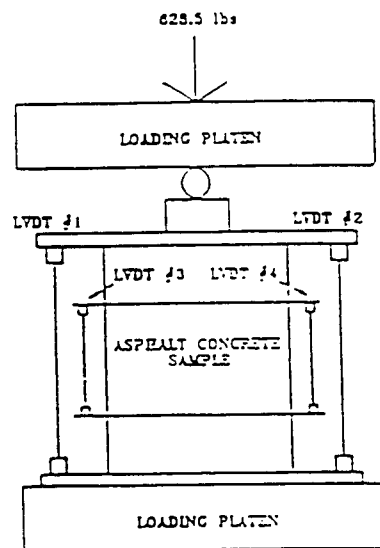 628.5 lbs
LOADING PLATEN
LVDT #1
LVDT #2
LVDT #3
LVDT #4
ASPHALT CONCRETE
SAMPLE
LOADING PLATEN